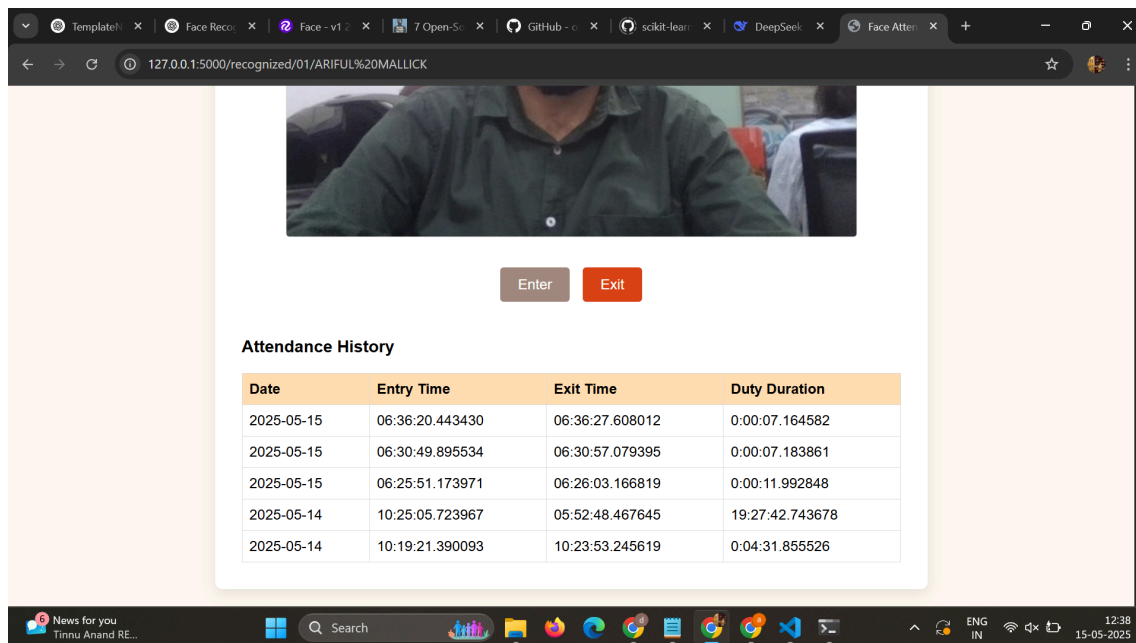 TemplateN
Face Recog
Face - v1 2
7 Open-So
GitHub - o
scikit-learn
DeepSeek
Face Atten
127.0.0.1:5000/recognized/01/ARIFUL%20MALLICK
Enter Exit
Attendance History
Date Entry Time Exit Time Duty Duration
2025-05-15 06:36:20.443430 06:36:27.608012 0:00:07.164582
2025-05-15 06:30:49.895534 06:30:57.079395 0:00:07.183861
2025-05-15 06:25:51.173971 06:26:03.166819 0:00:11.992848
2025-05-14 10:25:05.723967 05:52:48.467645 19:27:42.743678
2025-05-14 10:19:21.390093 10:23:53.245619 0:04:31.855526
6
News for you
Tinnu Anand RE...
Search
d
a
ENG
IN
12:38
15-05-2025